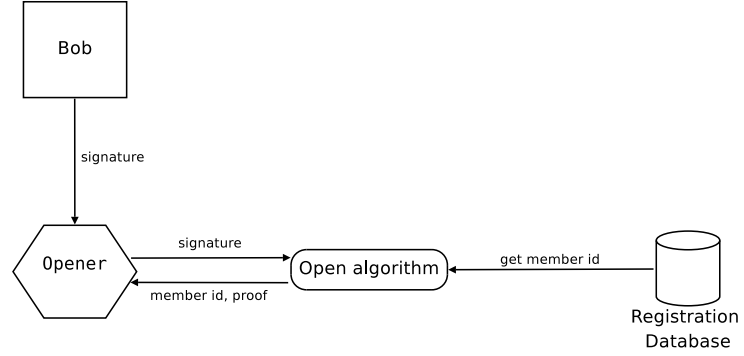 Bob
signature
Opener
signature
member id, proof
Open algorithm
get member id
Registration
Database